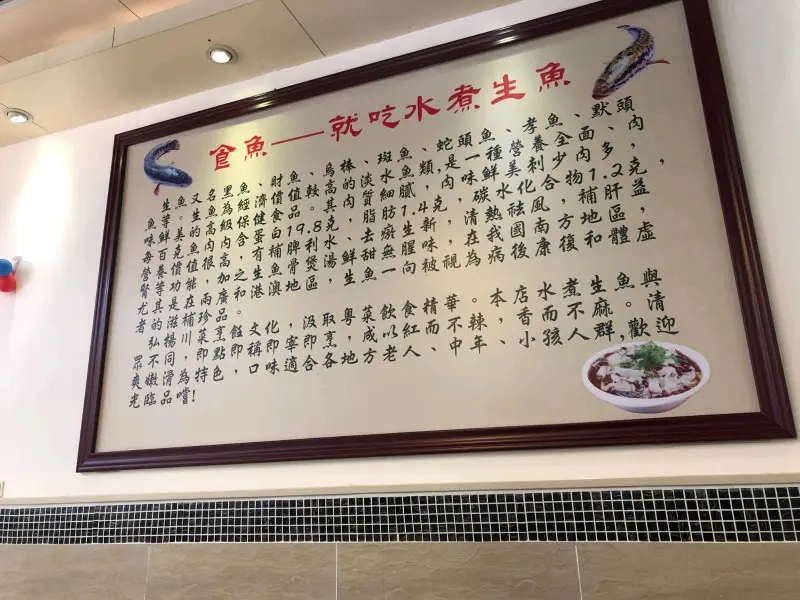 食魚——就吃水煮生魚
生魚又名黑魚、財魚、烏棒、斑魚、蛇頭魚、孝魚、默頭
魚等。生魚為經濟價值較高的淡水魚類,是一種營養全面、肉
味鮮美的高級保健食品。其肉質細膩,肉味鮮美刺少肉多,
每百克魚肉含蛋白19.8克,脂肪1.4克,碳水化合物1.2克,
營養價值很高,有補脾利水、去瘀生新,清熱祛風,補肝益
腎等功能,加之生魚骨煲湯鮮甜無腥味,在我國南方地區,
尤是在兩廣和港澳地區,生魚一向被視為病後康復和體虛
者滋補珍品。
弘揚川菜烹飪文化,汲取粵菜飲食精華。本店水煮生魚與
眾不同,即點即稱,即宰即烹,以紅而不辣,香而不麻。清
爽嫩滑為特色,口味適合各地方老人、中年、小孩人群,歡迎
光臨品嚐!